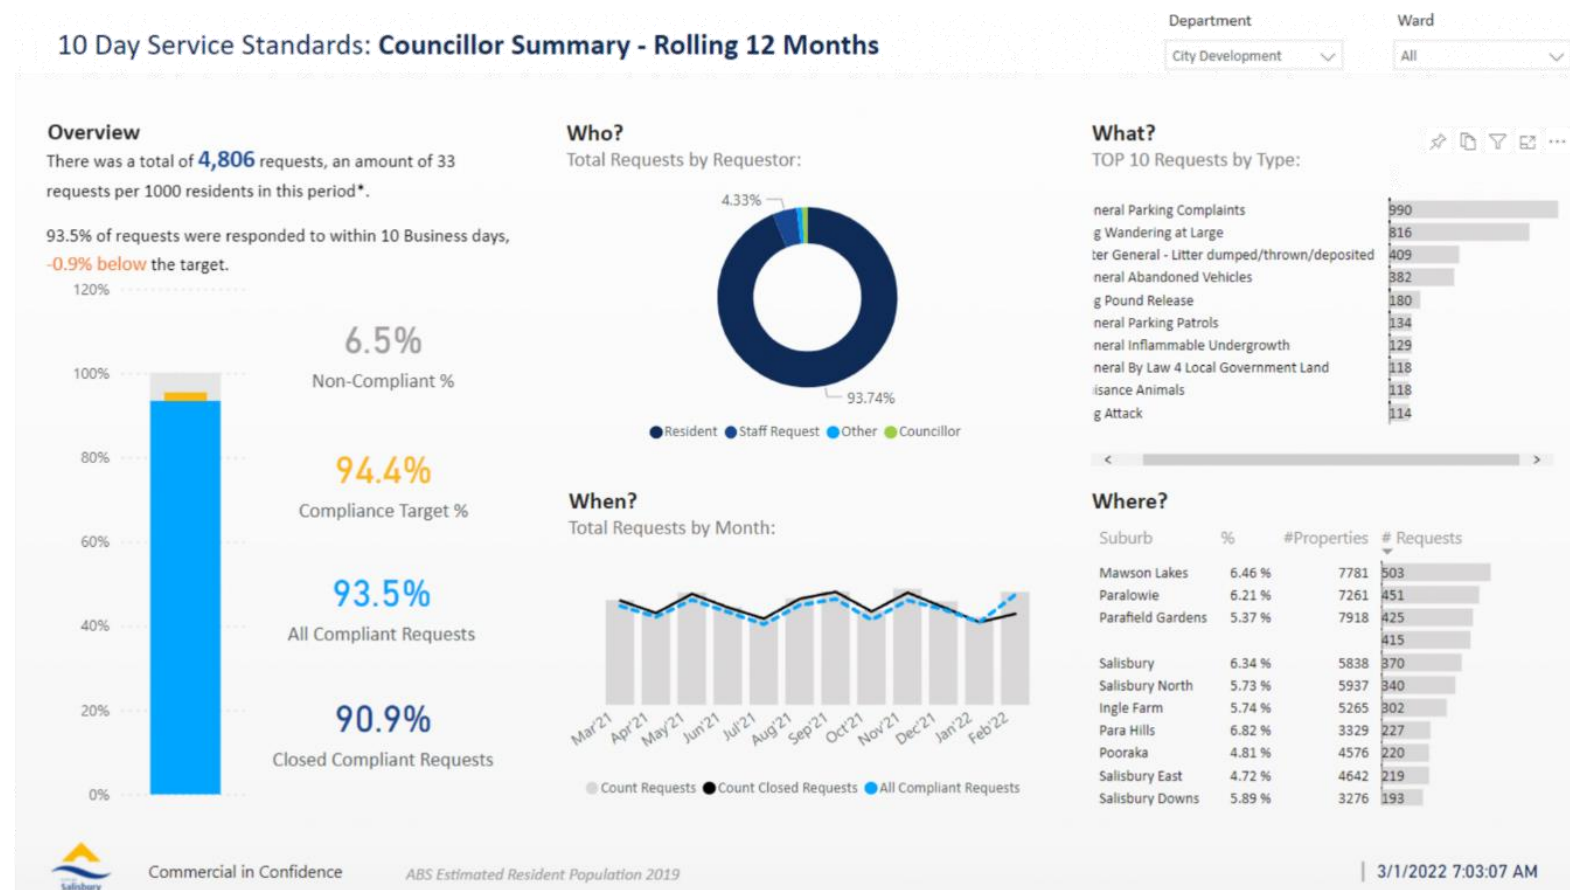 10 Day Service Standards: Councillor Summary - Rolling 12 Months
Department
City Development
Ward
All
Overview
There was a total of 4,806 requests, an amount of 33
requests per 1000 residents in this period*.
93.5% of requests were responded to within 10 Business days,
-0.9% below the target.
120%
100%
80%
60%
40%
20%
0%
6.5%
Non-Compliant %
94.4%
Compliance Target %
93.5%
All Compliant Requests
90.9%
Closed Compliant Requests
Who?
Total Requests by Requestor:
4.33%
93.74%
Resident Staff Request Other Councillor
When?
Total Requests by Month:
Mar'21 Apr'21 May'21 Jun'21 Jul'21 Aug'21 Sep'21 Oct'21 Nov'21 Dec'21 Jan'22 Feb'22
Count Requests Count Closed Requests All Compliant Requests
What?
TOP 10 Requests by Type:
neral Parking Complaints 990
g Wandering at Large 816
ter General - Litter dumped/thrown/deposited 409
neral Abandoned Vehicles 382
g Pound Release 180
neral Parking Patrols 134
neral Inflammable Undergrowth 129
neral By Law 4 Local Government Land 118
isance Animals 118
g Attack 114
Where?
Suburb % #Properties # Requests
Mawson Lakes 6.46 % 7781 503
Paralowie 6.21 % 7261 451
Parafield Gardens 5.37 % 7918 425
415
Salisbury 6.34 % 5838 370
Salisbury North 5.73 % 5937 340
Ingle Farm 5.74 % 5265 302
Para Hills 6.82 % 3329 227
Pooraka 4.81 % 4576 220
Salisbury East 4.72 % 4642 219
Salisbury Downs 5.89 % 3276 193
Salisbury
Commercial in Confidence
ABS Estimated Resident Population 2019
3/1/2022 7:03:07 AM